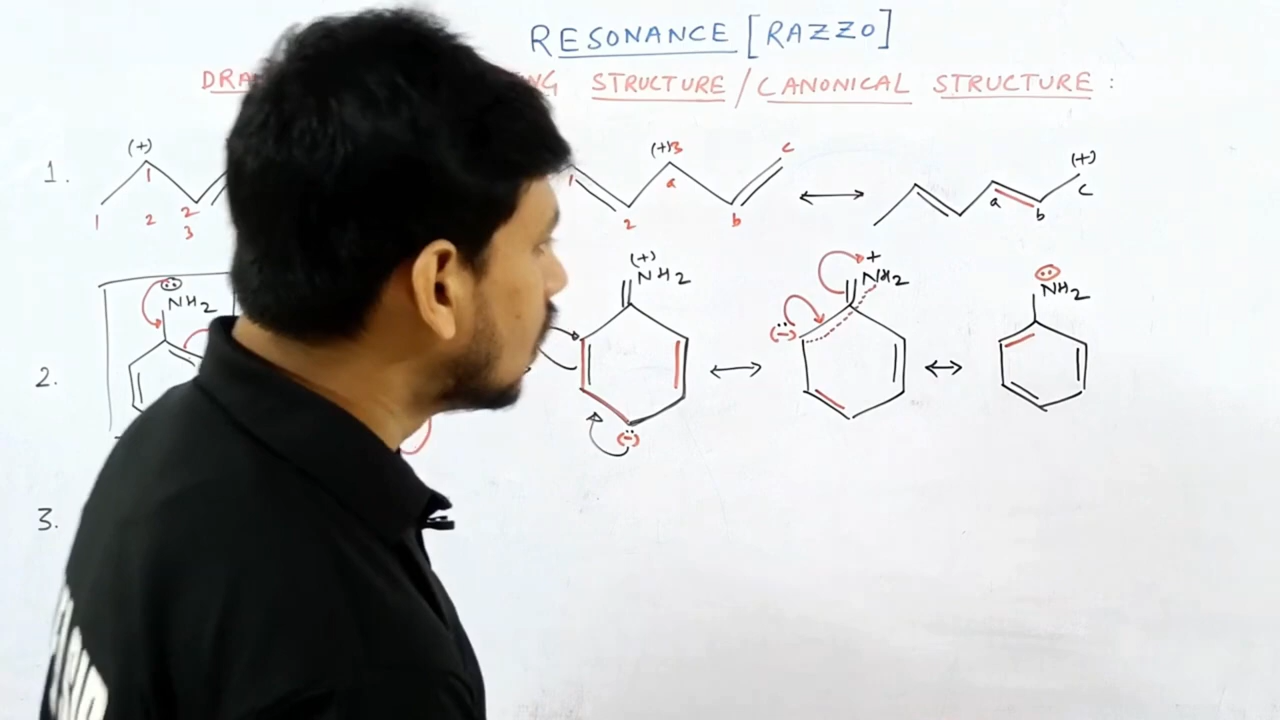 RESONANCE [RAZZO]
STRUCTURE / CANONICAL STRUCTURE :
1.
(+) 1 1 2 2 3
1 2 (+)3 a b c
a b (+) c
2.
NH2
(+) NH2 (-)
+ NH2 (-)
NH2
3.